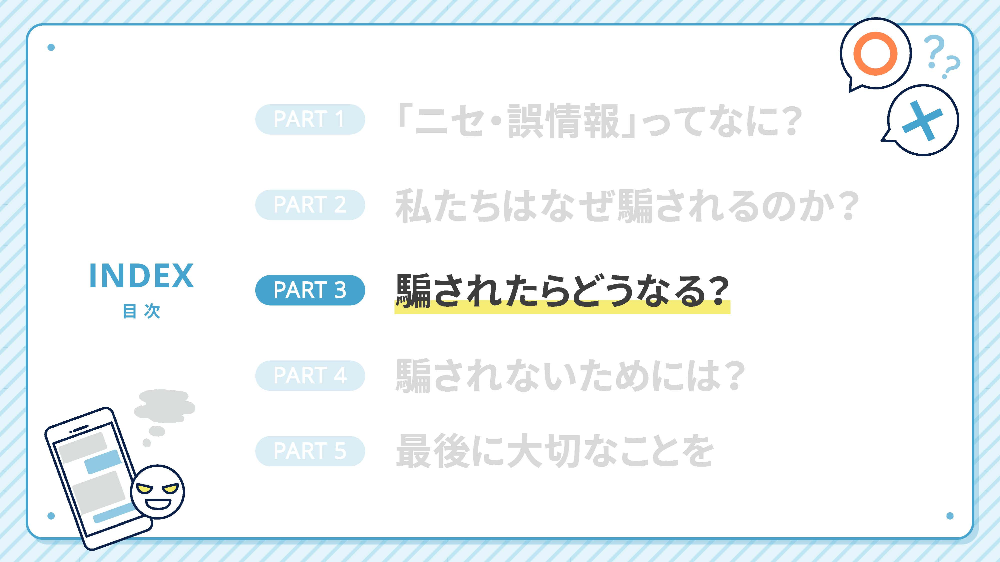 PART 1 「ニセ・誤情報」ってなに？
PART 2 私たちはなぜ騙されるのか？
INDEX
目次
PART 3 騙されたらどうなる？
PART 4 騙されないためには？
PART 5 最後に大切なことを
??